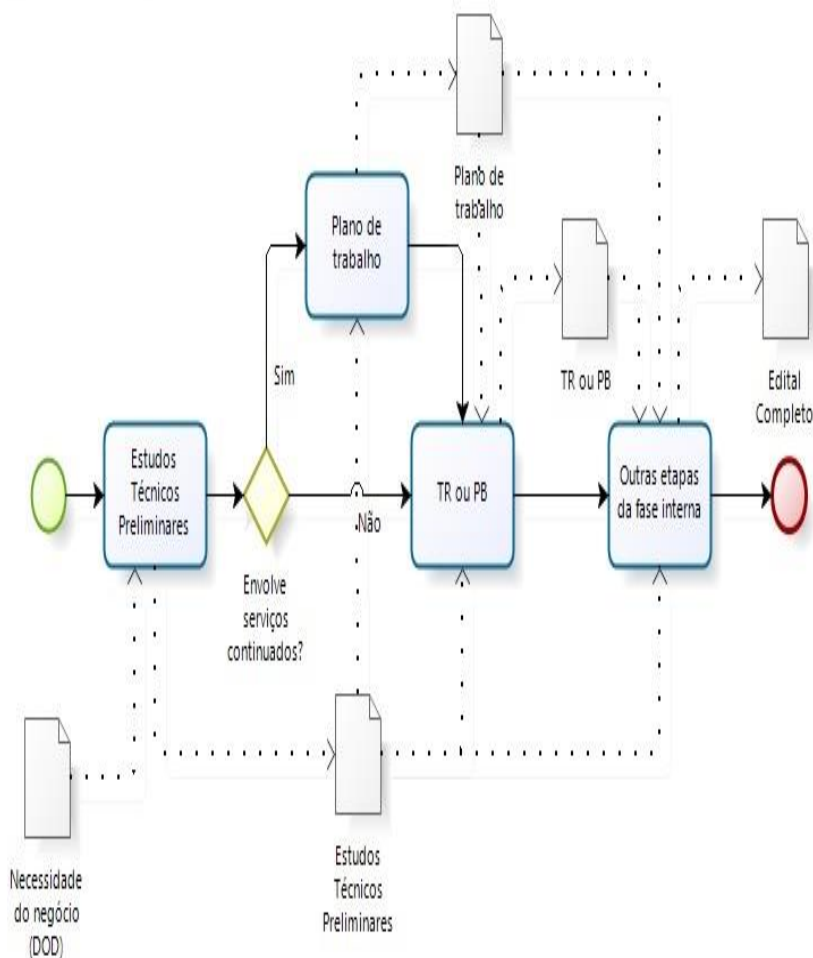 Plano de
trabalho
Plano de
trabalho
TR ou PB
Edital
Completo
Sim
Estudos
Técnicos
Preliminares
Não
TR ou PB
Outras etapas
da fase interna
Envolve
serviços
continuados?
Necessidade
do negócio
(DOD)
Estudos
Técnicos
Preliminares